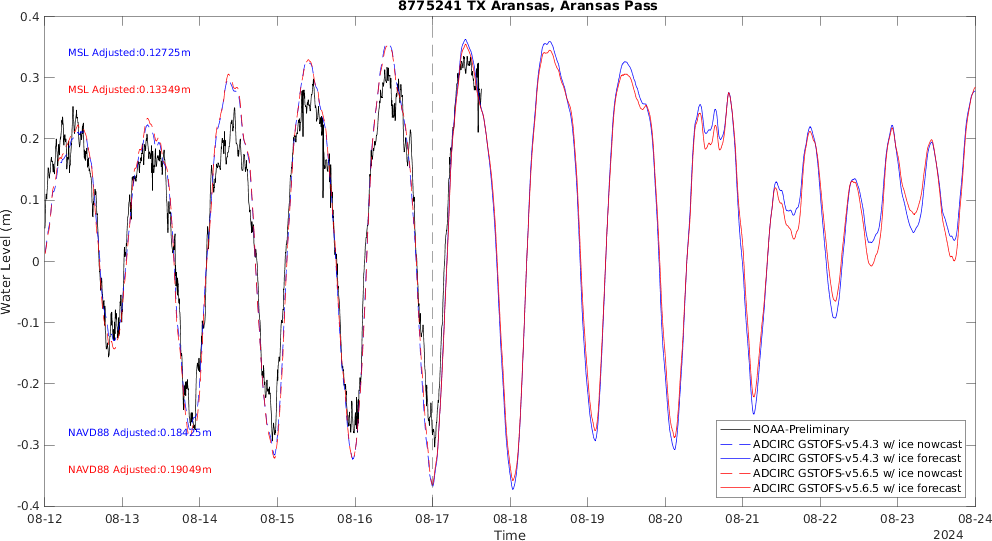 8775241 TX Aransas, Aransas Pass
0.4
MSL Adjusted:0.12725m
0.3
MSL Adjusted:0.13349m
0.2
0.1
0
Water Level (m)
-0.1
-0.2
NAVD88 Adjusted:0.18425m
-0.3
NAVD88 Adjusted:0.19049m
-0.4
NOAA-Preliminary
ADCIRC GSTOFS-v5.4.3 w/ ice nowcast
ADCIRC GSTOFS-v5.4.3 w/ ice forecast
ADCIRC GSTOFS-v5.6.5 w/ ice nowcast
ADCIRC GSTOFS-v5.6.5 w/ ice forecast
08-12 08-13 08-14 08-15 08-16 08-17 08-18 08-19 08-20 08-21 08-22 08-23 08-24
Time
2024